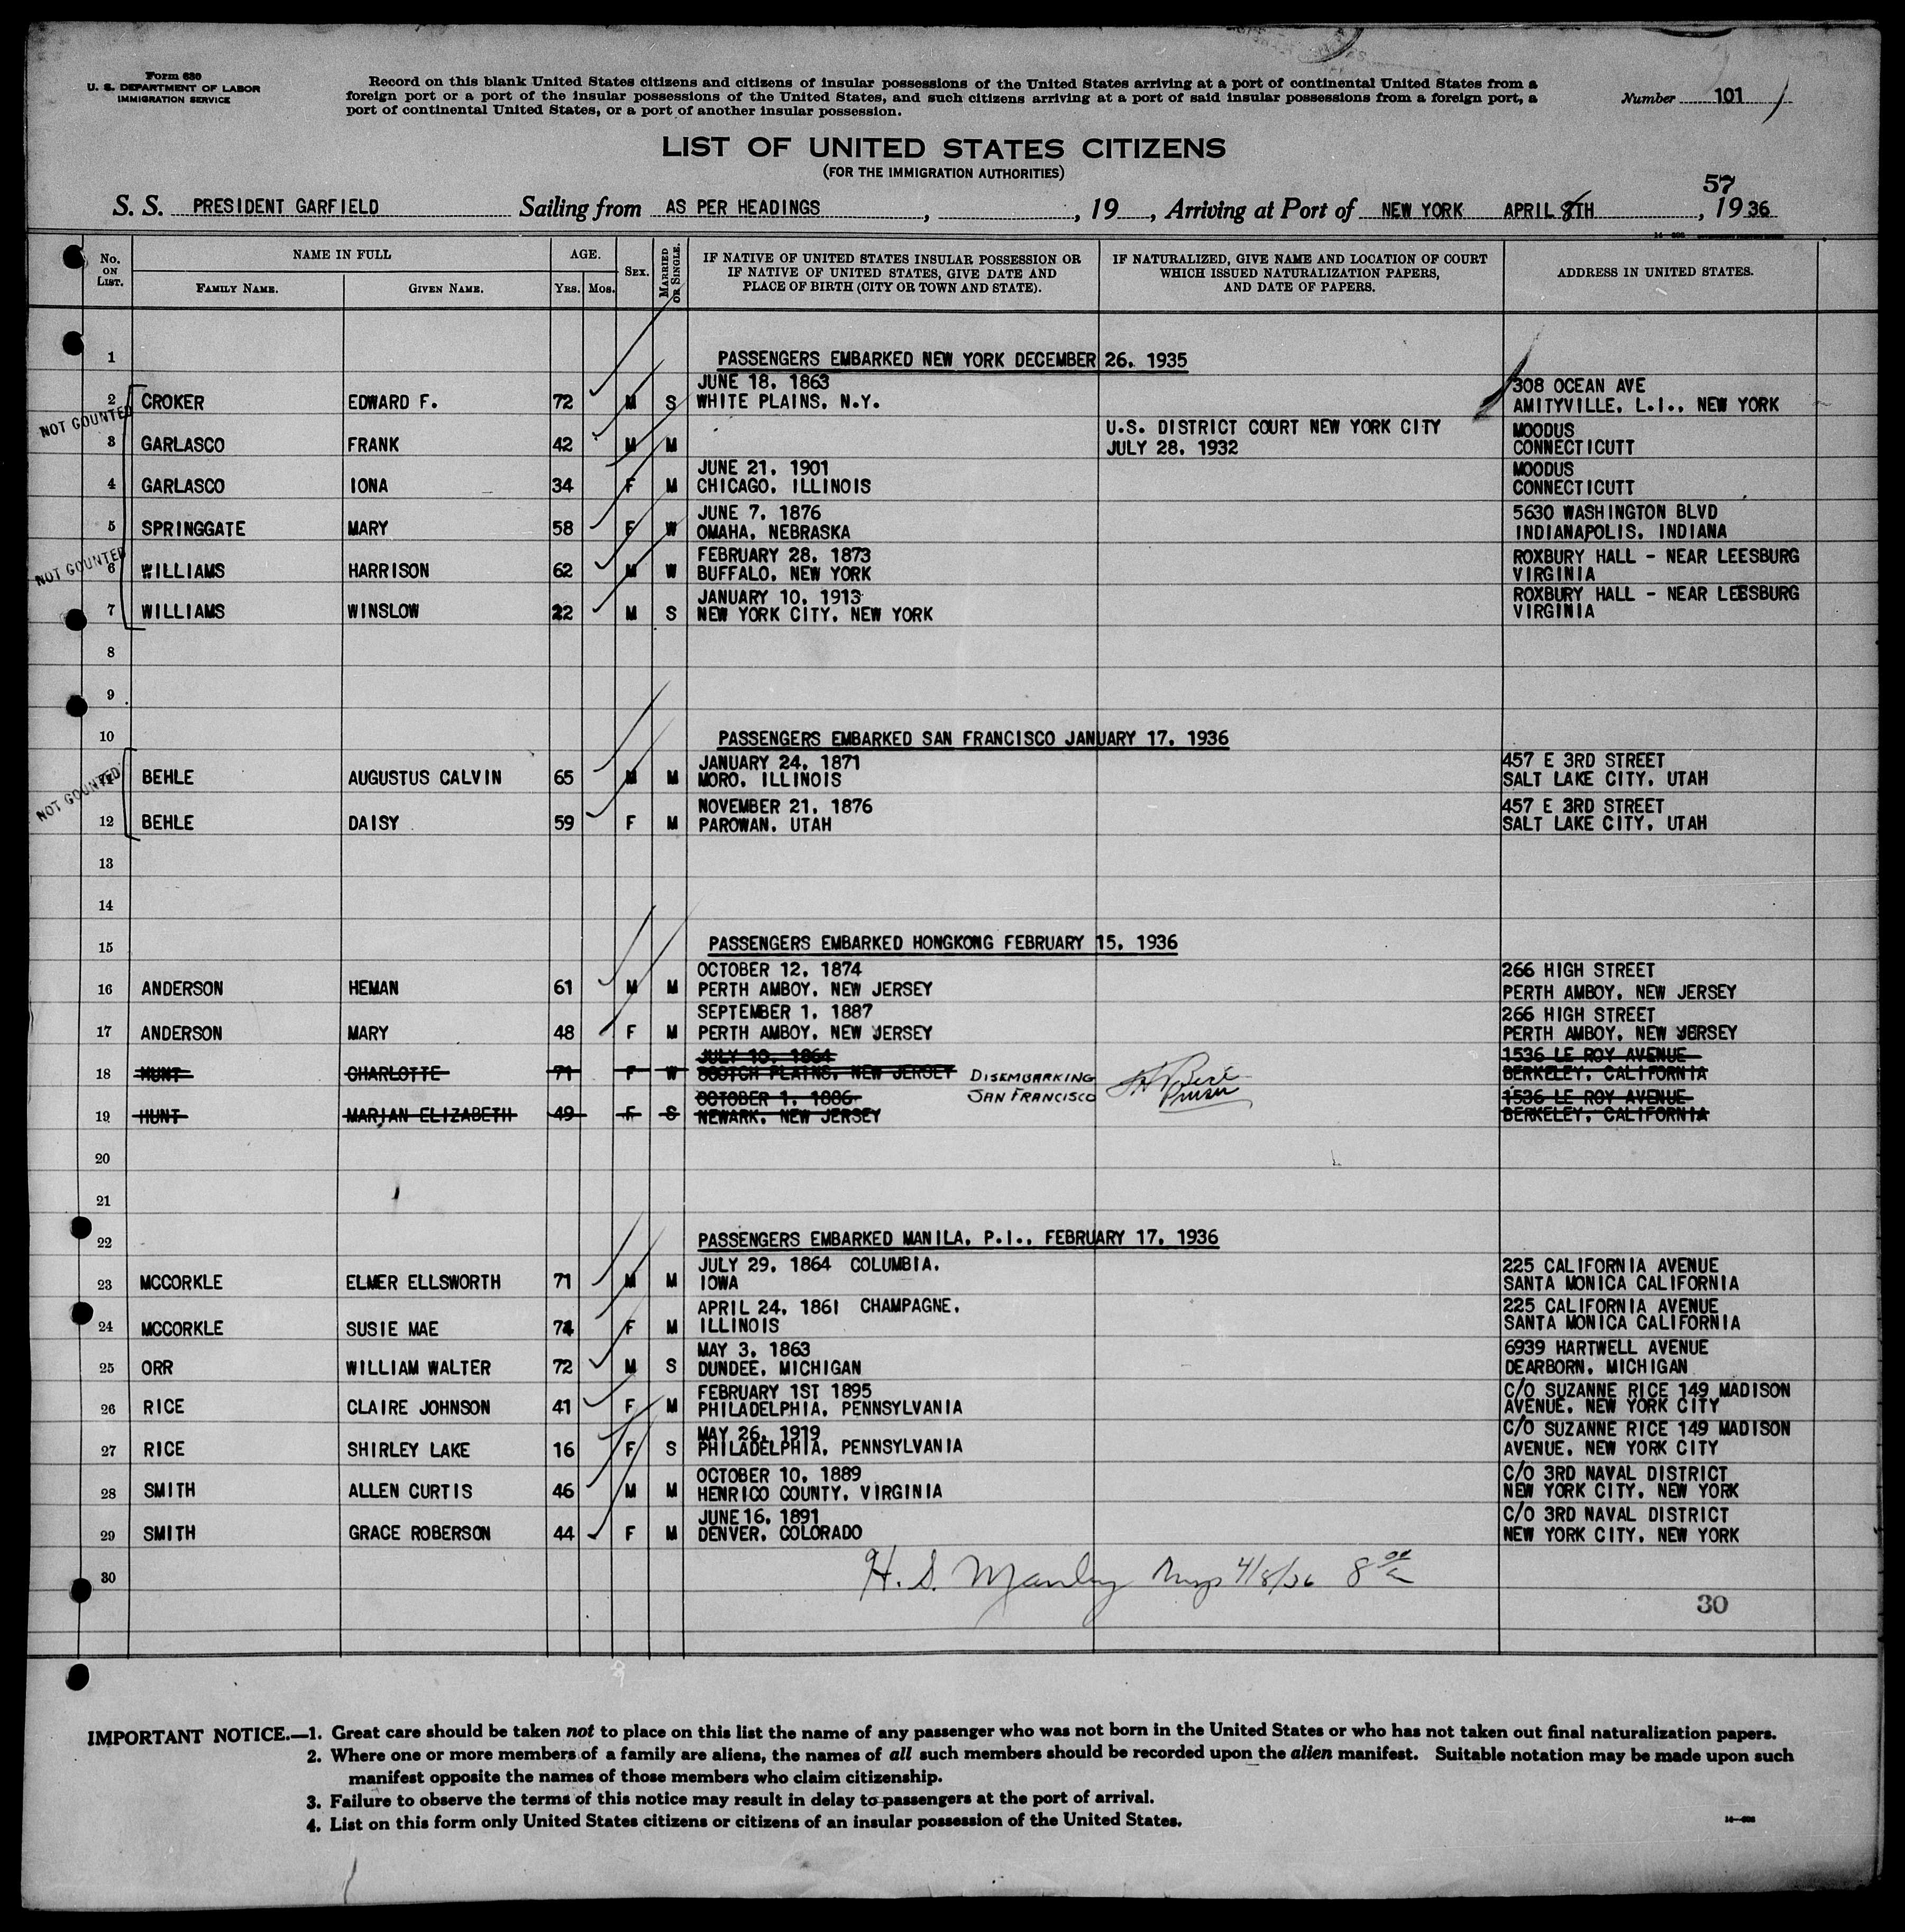 Form 630
U. S. DEPARTMENT OF LABOR
IMMIGRATION SERVICE
Record on this blank United States citizens and citizens of insular possessions of the United States arriving at a port of continental United States from a
foreign port or a port of the insular possessions of the United States, and such citizens arriving at a port of said insular possessions from a foreign port, a
port of continental United States, or a port of another insular possession.
Number 101
LIST OF UNITED STATES CITIZENS
(FOR THE IMMIGRATION AUTHORITIES)
57
S. S. PRESIDENT GARFIELD Sailing from AS PER HEADINGS , , 19 , Arriving at Port of NEW YORK APRIL 8TH , 1936
No. ON LIST. NAME IN FULL FAMILY NAME. GIVEN NAME. AGE. YRS. MOS. SEX. MARRIED OR SINGLE. IF NATIVE OF UNITED STATES INSULAR POSSESSION OR IF NATIVE OF UNITED STATES, GIVE DATE AND PLACE OF BIRTH (CITY OR TOWN AND STATE). IF NATURALIZED, GIVE NAME AND LOCATION OF COURT WHICH ISSUED NATURALIZATION PAPERS, AND DATE OF PAPERS. ADDRESS IN UNITED STATES.
1 PASSENGERS EMBARKED NEW YORK DECEMBER 26, 1935
NOT COUNTED
2 CROKER EDWARD F. 72 M S JUNE 18, 1863 WHITE PLAINS, N.Y. 308 OCEAN AVE AMITYVILLE, L.I., NEW YORK
3 GARLASCO FRANK 42 M M U.S. DISTRICT COURT NEW YORK CITY JULY 28, 1932 MOODUS CONNECTICUTT
4 GARLASCO IONA 34 F M JUNE 21, 1901 CHICAGO, ILLINOIS MOODUS CONNECTICUTT
5 SPRINGGATE MARY 58 F W JUNE 7, 1876 OMAHA, NEBRASKA 5630 WASHINGTON BLVD INDIANAPOLIS, INDIANA
NOT COUNTED
6 WILLIAMS HARRISON 62 M W FEBRUARY 28, 1873 BUFFALO, NEW YORK ROXBURY HALL - NEAR LEESBURG VIRGINIA
7 WILLIAMS WINSLOW 22 M S JANUARY 10, 1913 NEW YORK CITY, NEW YORK ROXBURY HALL - NEAR LEESBURG VIRGINIA
8
9
10 PASSENGERS EMBARKED SAN FRANCISCO JANUARY 17, 1936
NOT COUNTED
BEHLE AUGUSTUS CALVIN 65 M M JANUARY 24, 1871 MORO, ILLINOIS 457 E 3RD STREET SALT LAKE CITY, UTAH
12 BEHLE DAISY 59 F M NOVEMBER 21, 1876 PAROWAN, UTAH 457 E 3RD STREET SALT LAKE CITY, UTAH
13
14
15 PASSENGERS EMBARKED HONGKONG FEBRUARY 15, 1936
16 ANDERSON HEMAN 61 M M OCTOBER 12, 1874 PERTH AMBOY, NEW JERSEY 266 HIGH STREET PERTH AMBOY, NEW JERSEY
17 ANDERSON MARY 48 F M SEPTEMBER 1, 1887 PERTH AMBOY, NEW JERSEY 266 HIGH STREET PERTH AMBOY, NEW JERSEY
18 HUNT CHARLOTTE 71 F W JULY 10, 1864 SCOTCH PLAINS, NEW JERSEY 1536 LE ROY AVENUE BERKELEY, CALIFORNIA
DISEMBARKING
SAN FRANCISCO
19 HUNT MARIAN ELIZABETH 49 F S OCTOBER 1, 1886 NEWARK, NEW JERSEY 1536 LE ROY AVENUE BERKELEY, CALIFORNIA
20
21
22 PASSENGERS EMBARKED MANILA, P.I., FEBRUARY 17, 1936
23 MCCORKLE ELMER ELLSWORTH 71 M M JULY 29, 1864 COLUMBIA, IOWA 225 CALIFORNIA AVENUE SANTA MONICA CALIFORNIA
24 MCCORKLE SUSIE MAE 74 F M APRIL 24, 1861 CHAMPAGNE, ILLINOIS 225 CALIFORNIA AVENUE SANTA MONICA CALIFORNIA
25 ORR WILLIAM WALTER 72 M S MAY 3, 1863 DUNDEE, MICHIGAN 6939 HARTWELL AVENUE DEARBORN, MICHIGAN
26 RICE CLAIRE JOHNSON 41 F M FEBRUARY 1ST 1895 PHILADELPHIA, PENNSYLVANIA C/O SUZANNE RICE 149 MADISON AVENUE, NEW YORK CITY
27 RICE SHIRLEY LAKE 16 F S MAY 26, 1919 PHILADELPHIA, PENNSYLVANIA C/O SUZANNE RICE 149 MADISON AVENUE, NEW YORK CITY
28 SMITH ALLEN CURTIS 46 M M OCTOBER 10, 1889 HENRICO COUNTY, VIRGINIA C/O 3RD NAVAL DISTRICT NEW YORK CITY, NEW YORK
29 SMITH GRACE ROBERSON 44 F M JUNE 16, 1891 DENVER, COLORADO C/O 3RD NAVAL DISTRICT NEW YORK CITY, NEW YORK
30 H. S. Manley 4/8/36 8 00
30
IMPORTANT NOTICE.—1. Great care should be taken not to place on this list the name of any passenger who was not born in the United States or who has not taken out final naturalization papers.
2. Where one or more members of a family are aliens, the names of all such members should be recorded upon the alien manifest. Suitable notation may be made upon such
manifest opposite the names of those members who claim citizenship.
3. Failure to observe the terms of this notice may result in delay to passengers at the port of arrival.
4. List on this form only United States citizens or citizens of an insular possession of the United States.